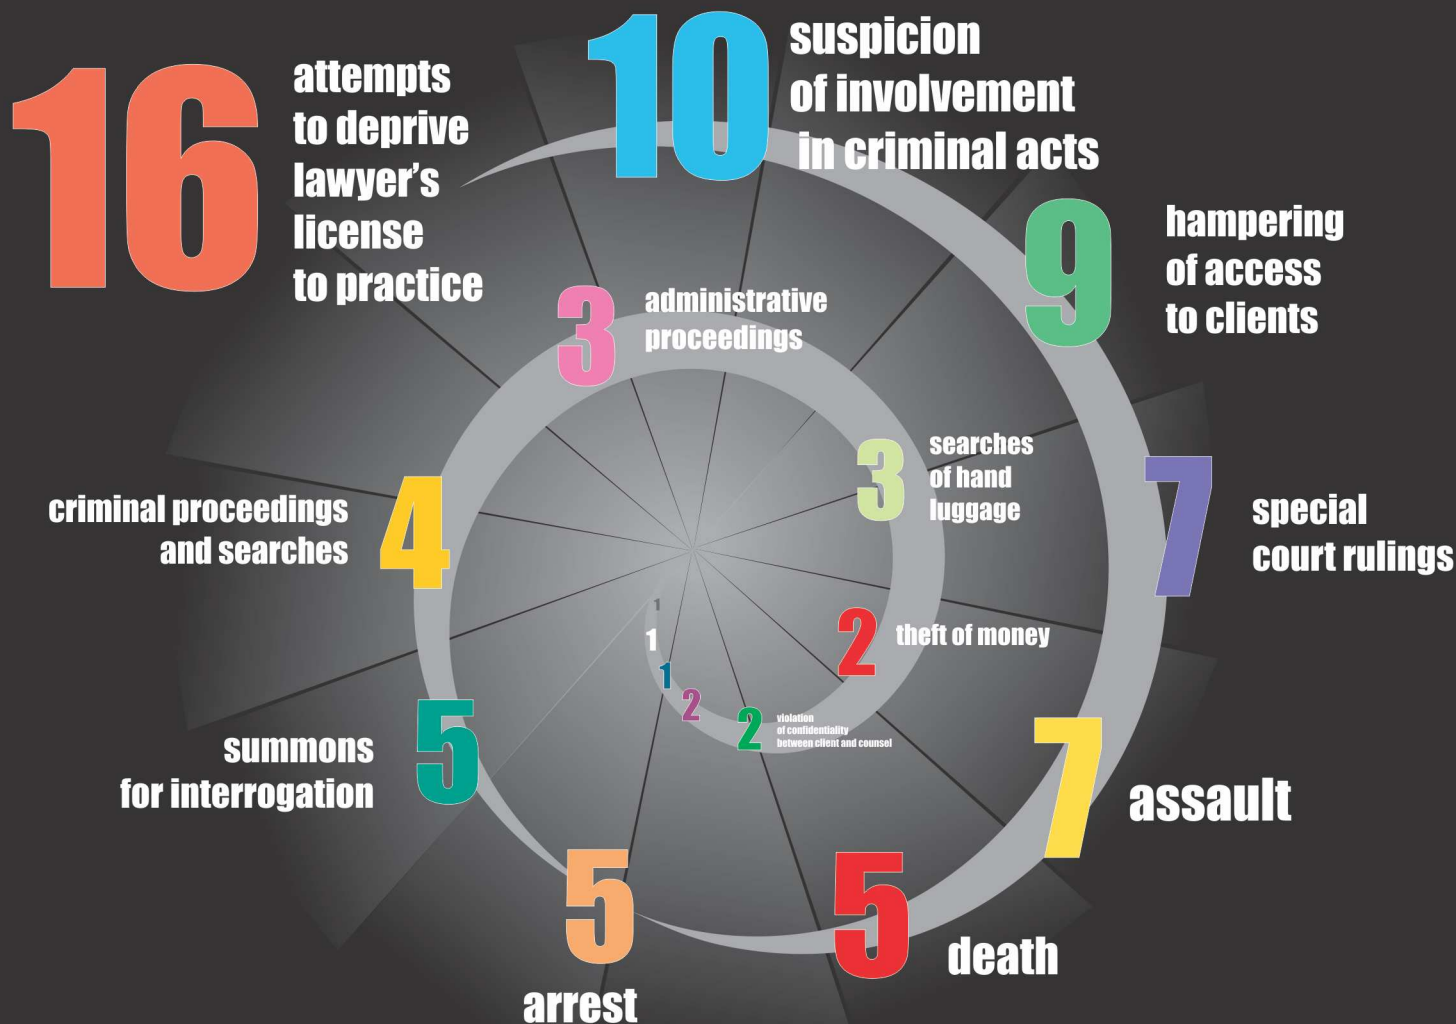 16
attempts
to deprive
lawyer’s
license
to practice
10
suspicion
of involvement
in criminal acts
9
hampering
of access
to clients
7
special
court rulings
7
assault
5
death
5
arrest
5
summons
for interrogation
4
criminal proceedings
and searches
3
administrative
proceedings
3
searches
of hand
luggage
2
theft of money
2
violation
of confidentiality
between client and counsel
2
1
1
1